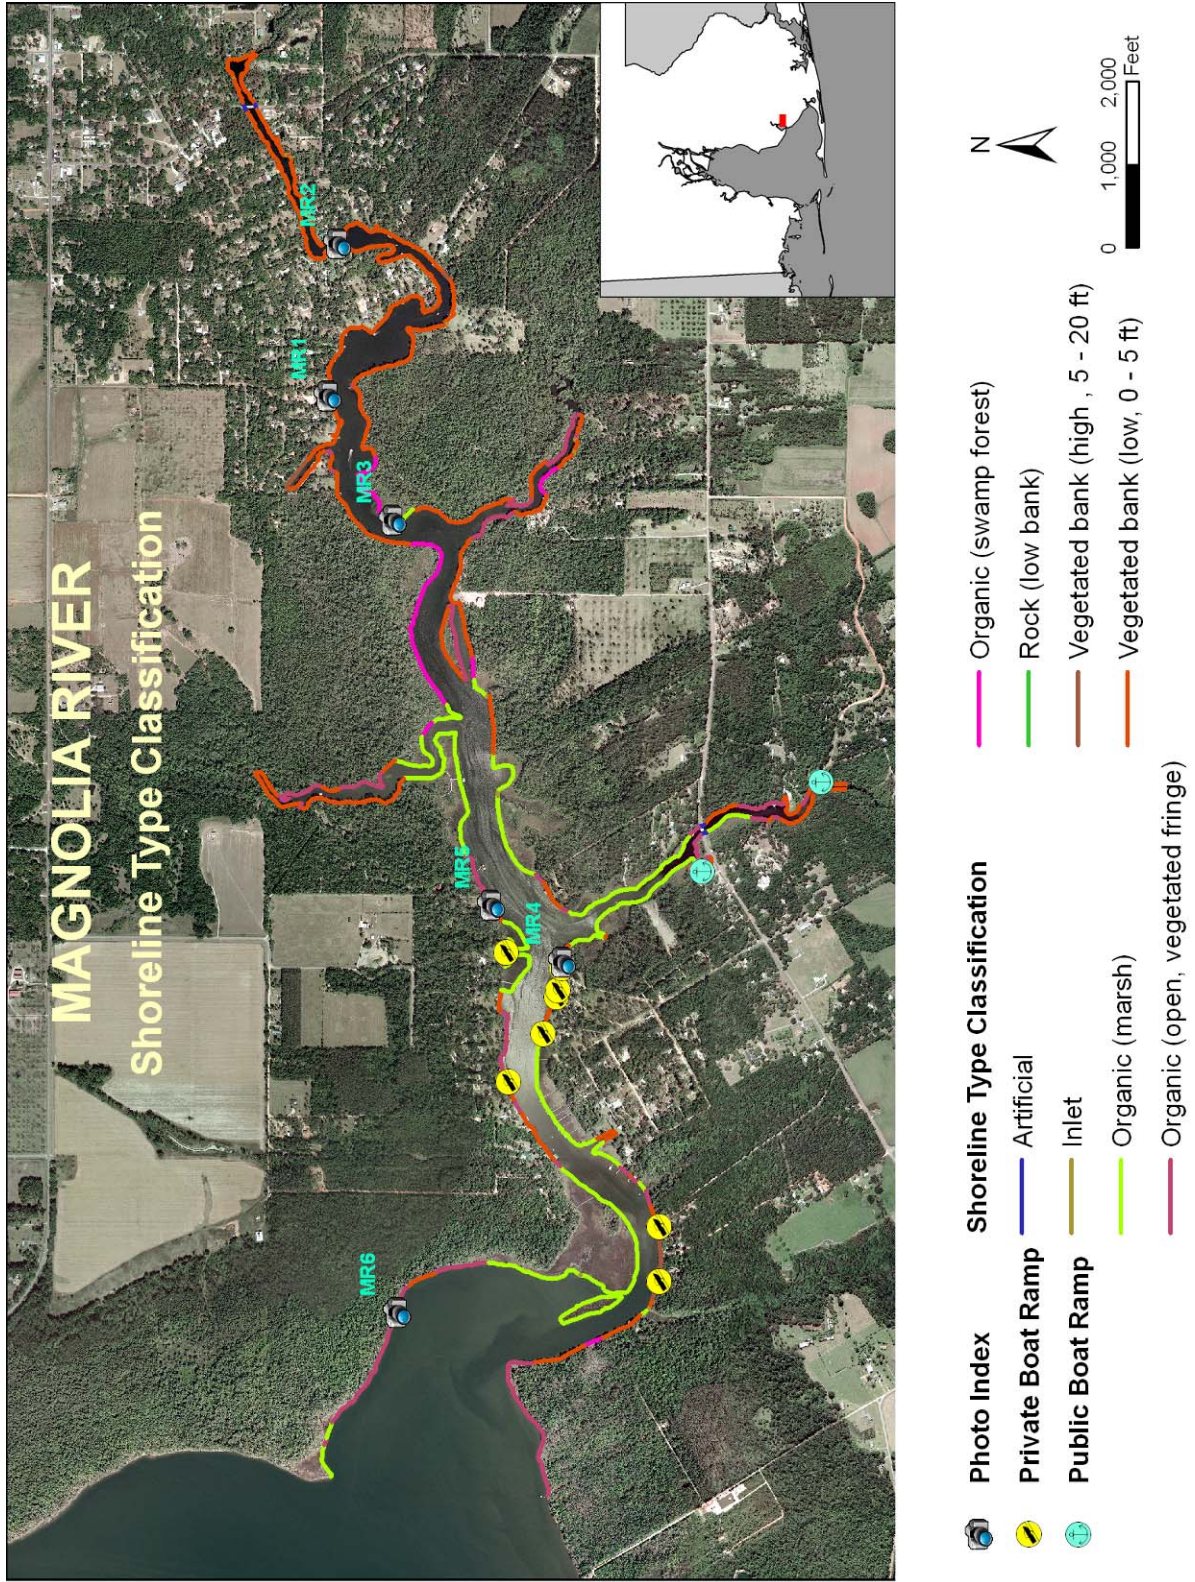 MAGNOLIA RIVER
Shoreline Type Classification
MR6
MR5
MR4
MR3
MR1
MR2
Photo Index
Private Boat Ramp
Public Boat Ramp
Shoreline Type Classification
Artificial
Inlet
Organic (marsh)
Organic (open, vegetated fringe)
Organic (swamp forest)
Rock (low bank)
Vegetated bank (high , 5 - 20 ft)
Vegetated bank (low, 0 - 5 ft)
N
0 1,000 2,000
Feet